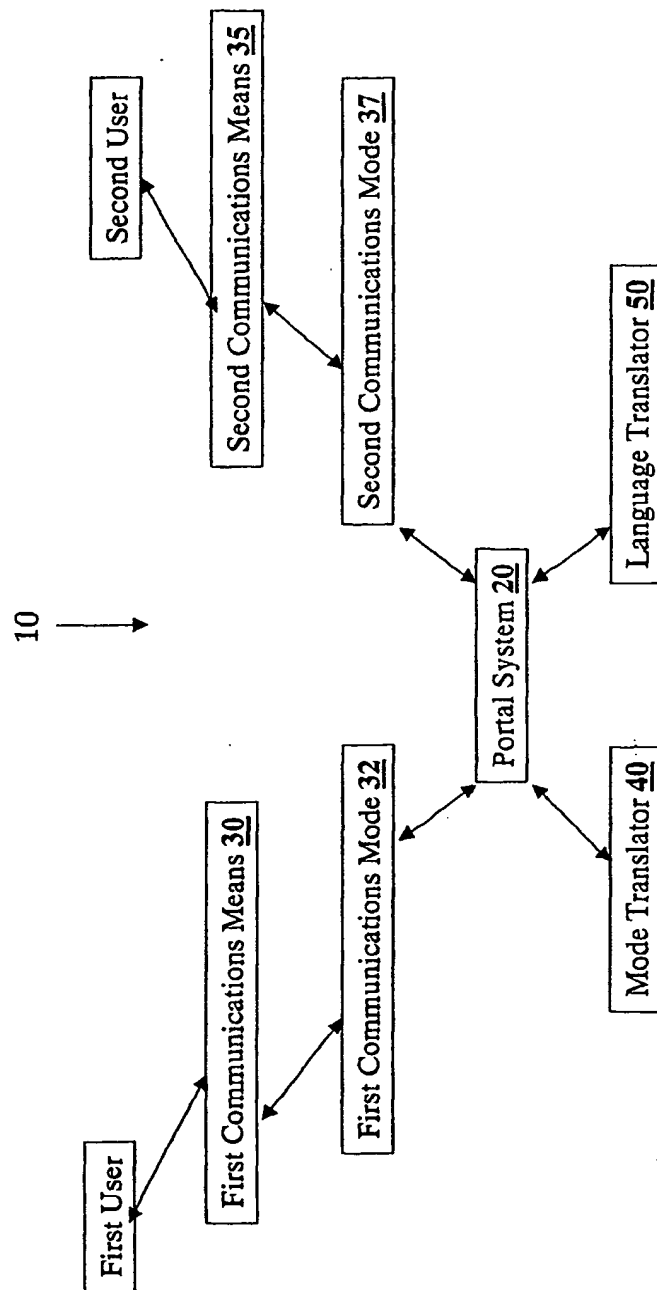 10
First User
Second User
First Communications Means 30
Second Communications Means 35
First Communications Mode 32
Second Communications Mode 37
Portal System 20
Mode Translator 40
Language Translator 50